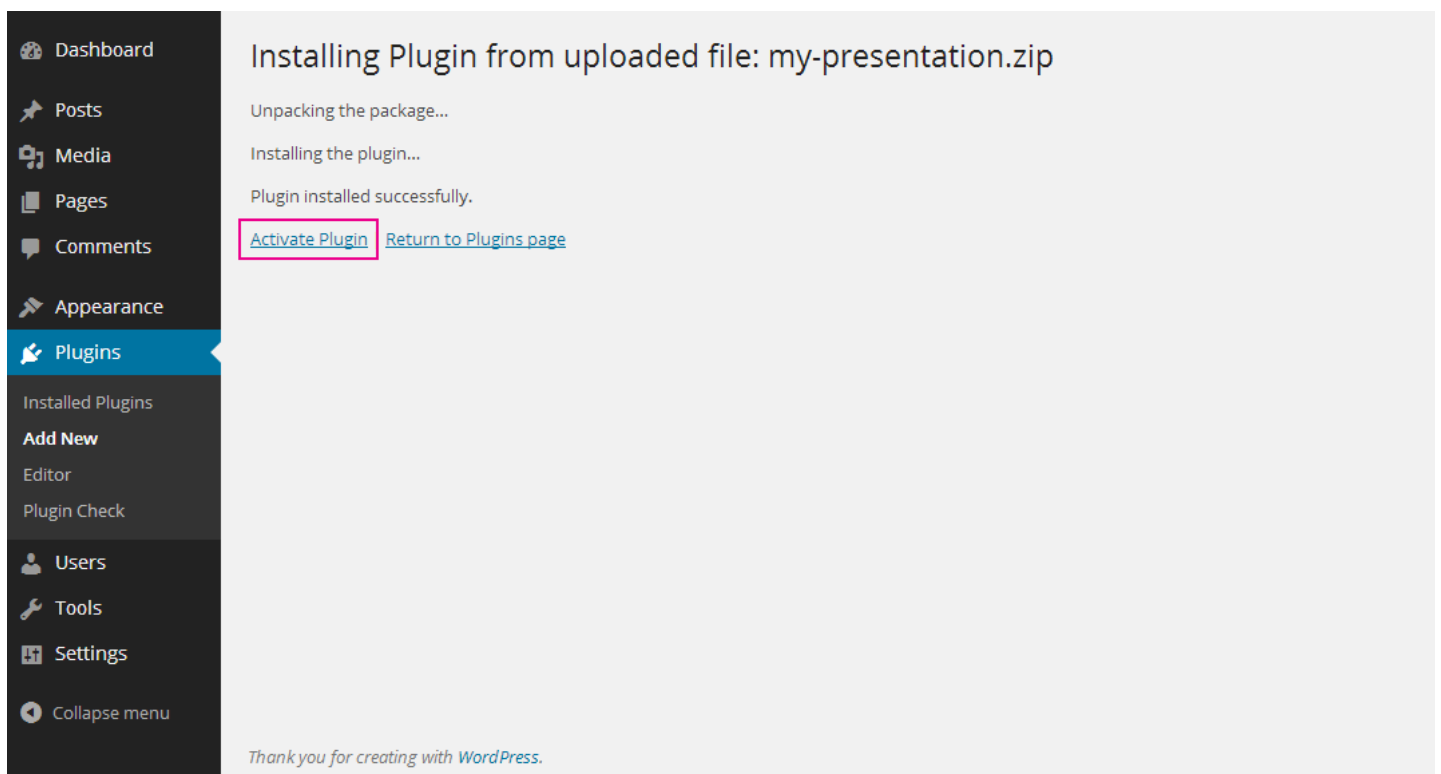 Dashboard
Posts
Media
Pages
Comments
Appearance
Plugins
Installed Plugins
Add New
Editor
Plugin Check
Users
Tools
Settings
Collapse menu
Installing Plugin from uploaded file: my-presentation.zip
Unpacking the package...
Installing the plugin...
Plugin installed successfully.
Activate Plugin Return to Plugins page
Thank you for creating with WordPress.